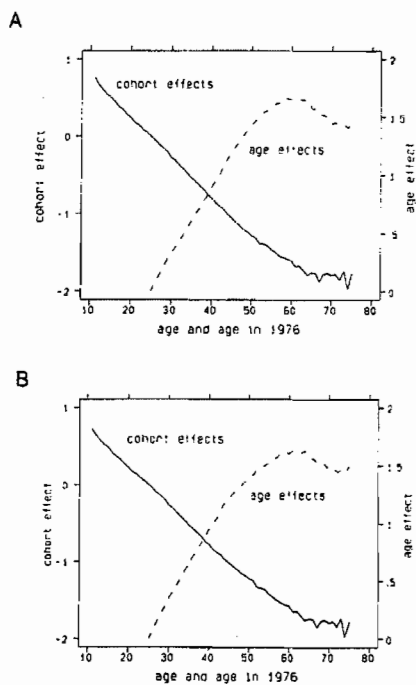 A
cohort effects
age effects
cohort effect
age effect
1
0
-1
-2
2
1.5
1
.5
0
10 20 30 40 50 60 70 80
age and age in 1976
B
cohort effects
age effects
cohort effect
age effect
1
0
-1
-2
2
1.5
1
.5
0
10 20 30 40 50 60 70 80
age and age in 1976